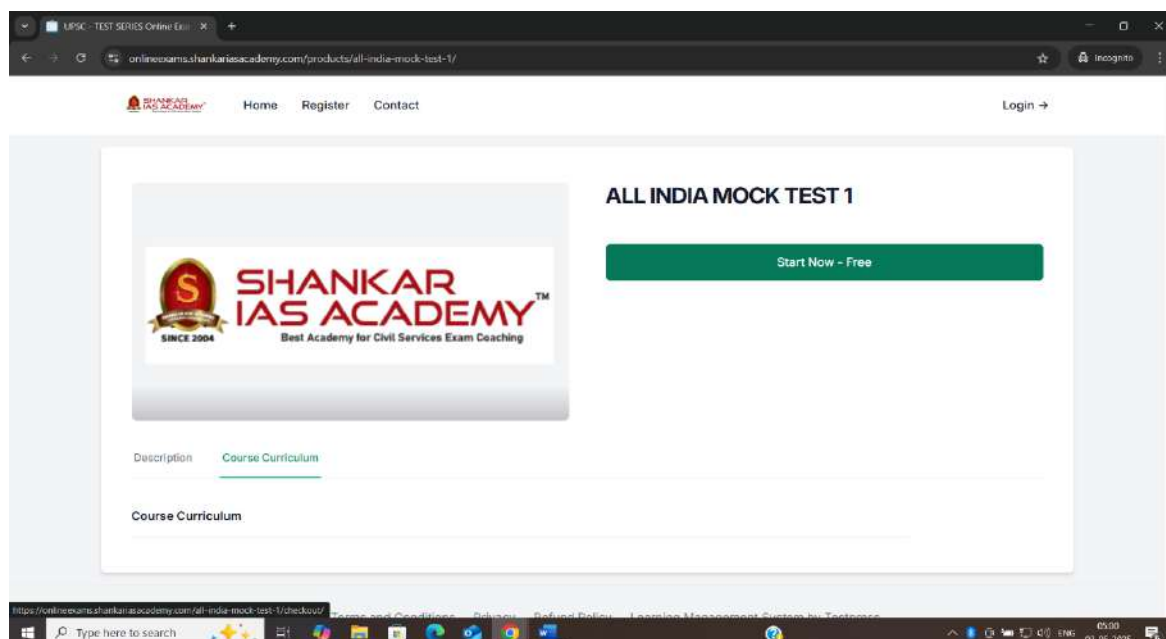 UPSC - TEST SERIES Online Exa
onlineexams.shankariasacademy.com/products/all-india-mock-test-1/
Incognito
SHANKAR
IAS ACADEMY
Home Register Contact
Login →
ALL INDIA MOCK TEST 1
Start Now - Free
S
SHANKAR
IAS ACADEMY™
SINCE 2004
Best Academy for Civil Services Exam Coaching
Description Course Curriculum
Course Curriculum
https://onlineexams.shankariasacademy.com/all-india-mock-test-1/checkout/
Terms and Conditions Privacy Refund Policy Learning Management System by Testpress
Type here to search
ENG
05:00